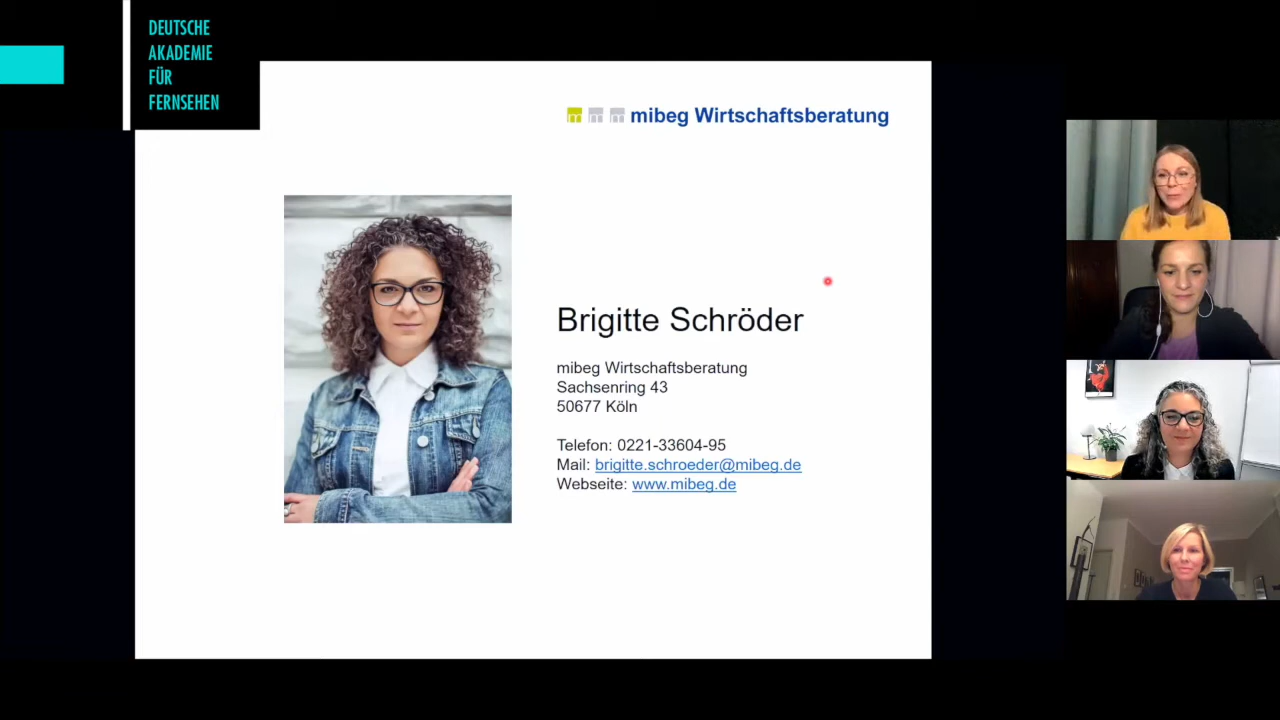 DEUTSCHE
AKADEMIE
FÜR
FERNSEHEN
mibeg Wirtschaftsberatung
Brigitte Schröder
mibeg Wirtschaftsberatung
Sachsenring 43
50677 Köln
Telefon: 0221-33604-95
Mail: brigitte.schroeder@mibeg.de
Webseite: www.mibeg.de